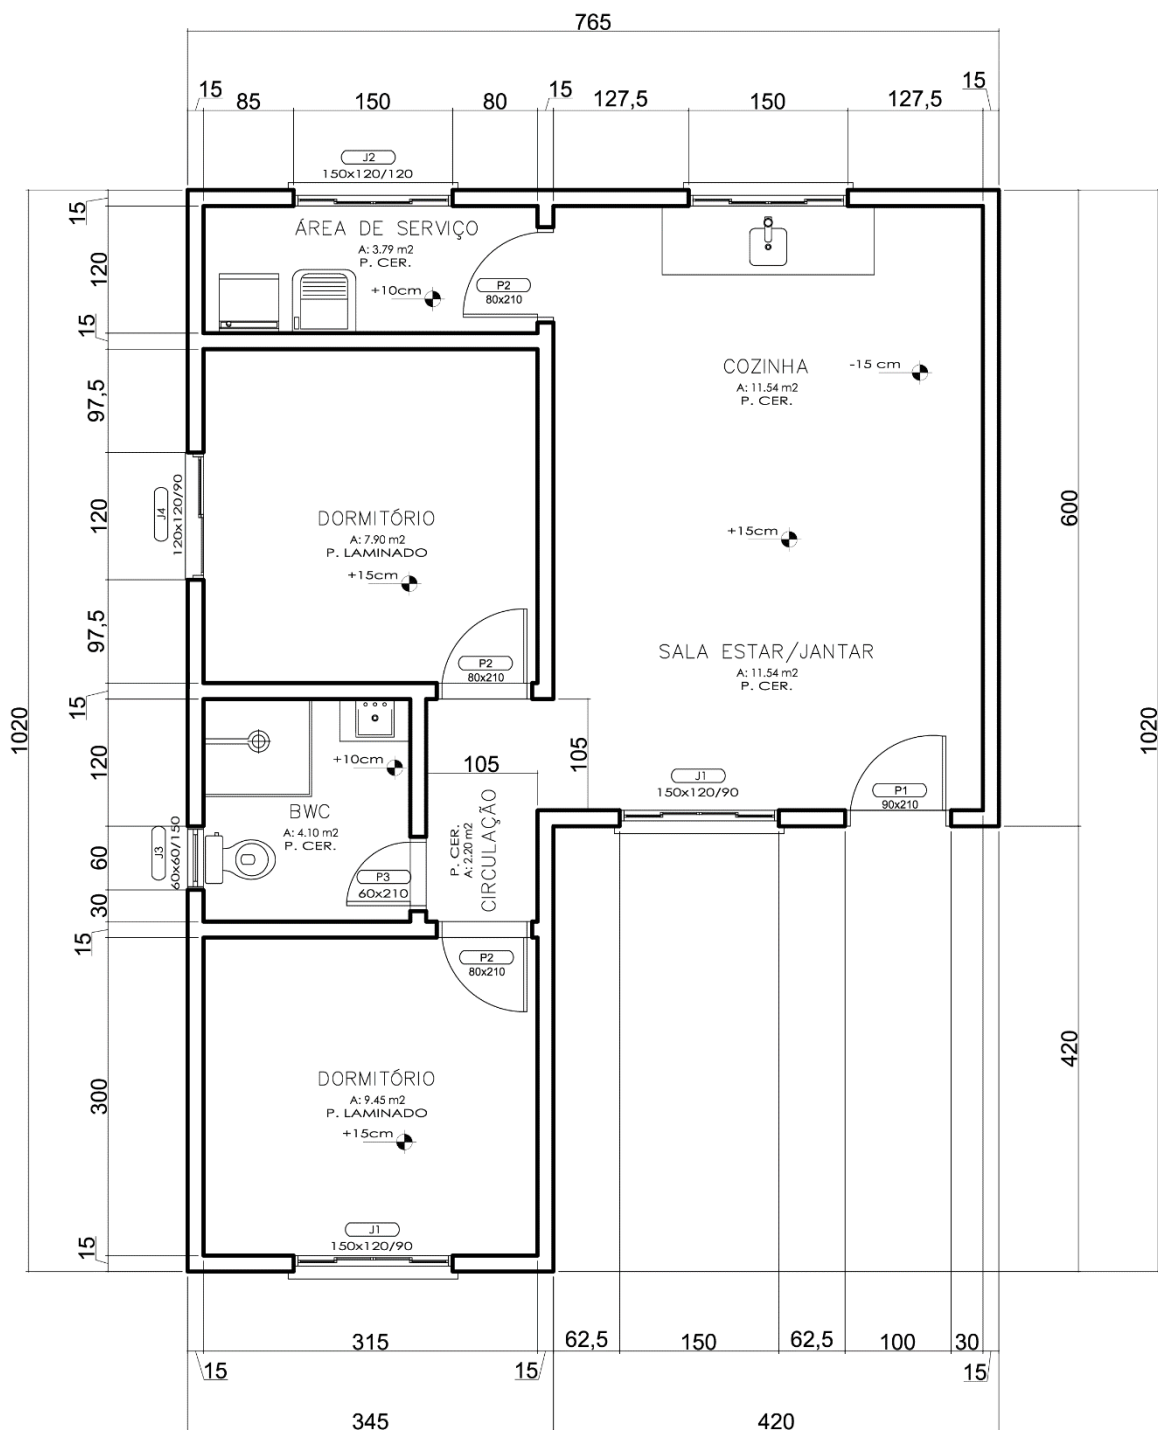 765
15
85
150
80
15
127,5
150
127,5
15
J2
150x120/120
15
120
15
97,5
120
97,5
15
120
60
30
15
300
15
1020
ÁREA DE SERVIÇO
A: 3.79 m2
P. CER.
+10cm
P2
80x210
COZINHA
A: 11.54 m2
P. CER.
-15 cm
J4
120x120/90
DORMITÓRIO
A: 7.90 m2
P. LAMINADO
+15cm
+15cm
600
1020
420
P2
80x210
SALA ESTAR/JANTAR
A: 11.54 m2
P. CER.
+10cm
105
105
J1
150x120/90
P1
90x210
BWC
A: 4.10 m2
P. CER.
J3
60x60/150
P3
60x210
P. CER.
A: 2.20 m2
CIRCULAÇÃO
P2
80x210
DORMITÓRIO
A: 9.45 m2
P. LAMINADO
+15cm
J1
150x120/90
15
315
15
62,5
150
62,5
100
30
15
345
420